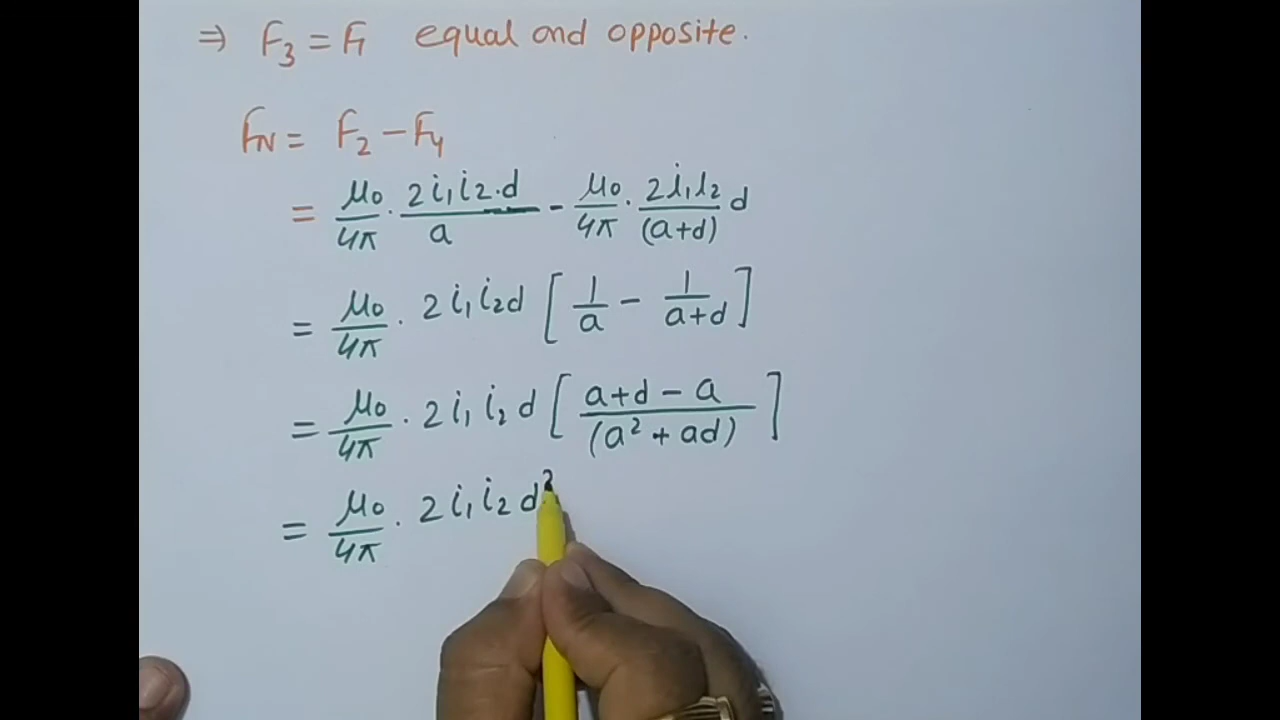 ⇒ F₃ = F₁ equal and opposite.
F_N = F₂ − F₄
= μ₀/4π · 2i₁i₂·d/a − μ₀/4π · 2i₁i₂/(a+d) d
= μ₀/4π · 2i₁i₂d [1/a − 1/a+d]
= μ₀/4π · 2i₁i₂d [a+d−a/(a²+ad)]
= μ₀/4π · 2i₁i₂d²